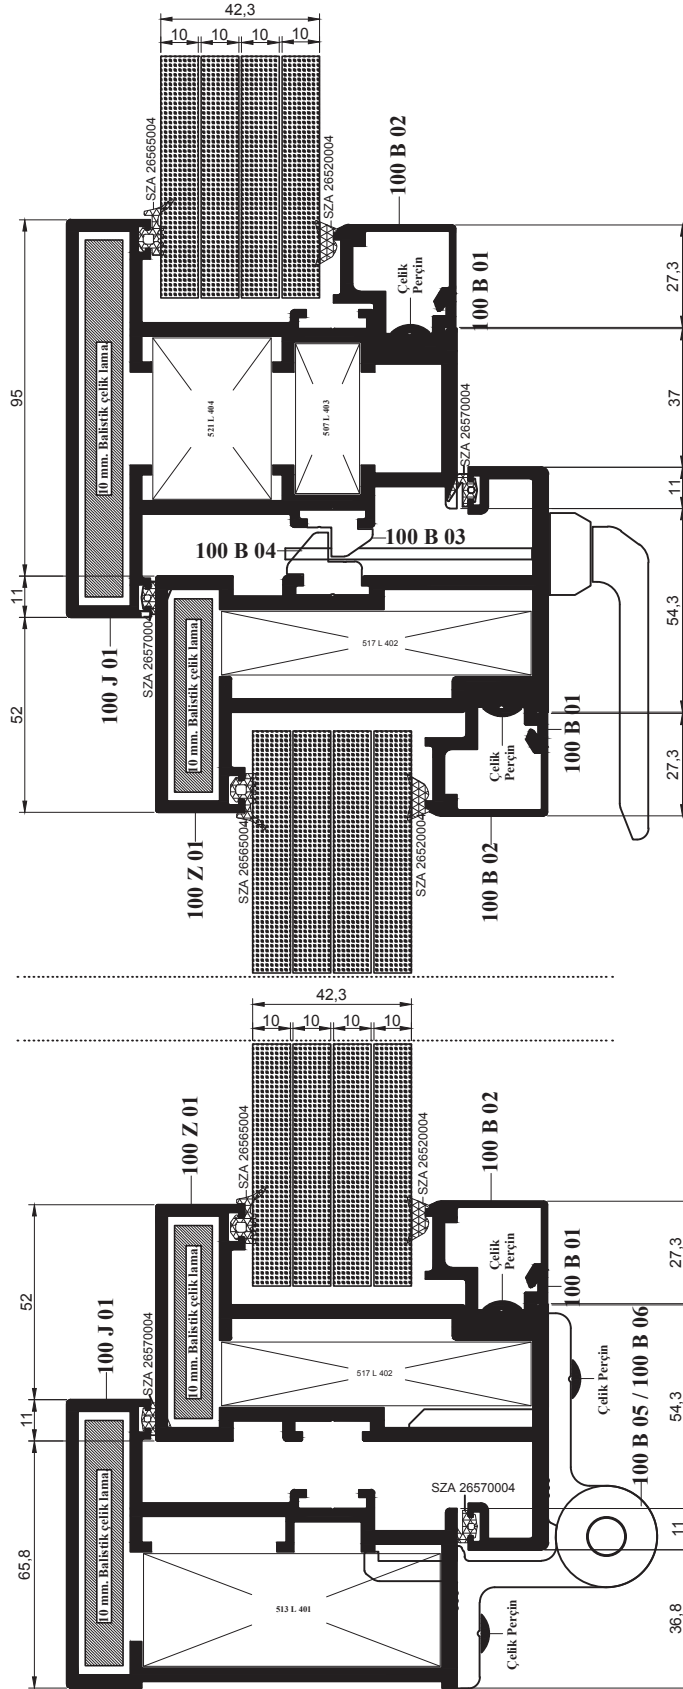 42,3
10 10 10 10
SZA 26565004
SZA 26520004
100 B 02
Çelik
Perçin
100 B 01
27,3
95
10 mm. Balistik çelik lama
521 L 404
507 L 403
37
SZA 26570004
11
100 B 04
100 B 03
11
100 J 01
SZA 26570004
10 mm. Balistik çelik lama
517 L 402
54,3
52
100 Z 01
SZA 26565004
SZA 26520004
Çelik
Perçin
100 B 01
100 B 02
27,3
42,3
10 10 10 10
100 Z 01
SZA 26565004
SZA 26520004
100 B 02
Çelik
Perçin
100 B 01
27,3
52
10 mm. Balistik çelik lama
100 J 01
SZA 26570004
517 L 402
Çelik Perçin
100 B 05 / 100 B 06
54,3
11
10 mm. Balistik çelik lama
SZA 26570004
11
65,8
513 L 401
Çelik Perçin
36,8